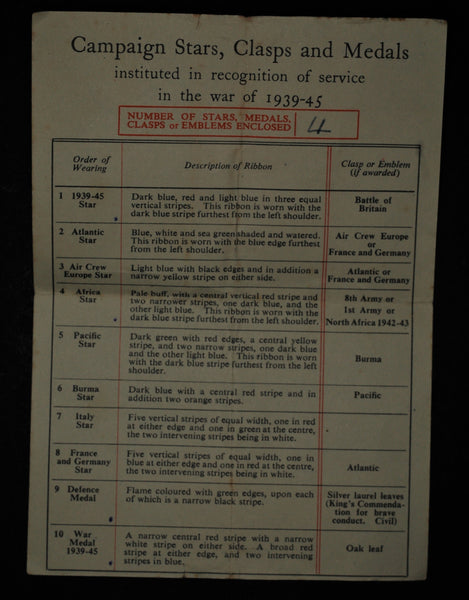 Campaign Stars, Clasps and Medals
instituted in recognition of service
in the war of 1939-45
NUMBER OF STARS, MEDALS,
CLASPS or EMBLEMS ENCLOSED
4
Order of
Wearing
Description of Ribbon
Clasp or Emblem
(if awarded)
1 1939-45
Star
Dark blue, red and light blue in three equal
vertical stripes. This ribbon is worn with the
dark blue stripe furthest from the left shoulder.
Battle of
Britain
2 Atlantic
Star
Blue, white and sea green shaded and watered.
This ribbon is worn with the blue edge furthest
from the left shoulder.
Air Crew Europe
or
France and Germany
3 Air Crew
Europe Star
Light blue with black edges and in addition a
narrow yellow stripe on either side.
Atlantic or
France and Germany
4 Africa
Star
Pale buff, with a central vertical red stripe and
two narrower stripes, one dark blue, and the
other light blue. This ribbon is worn with the
dark blue stripe furthest from the left shoulder.
8th Army or
1st Army or
North Africa 1942-43
5 Pacific
Star
Dark green with red edges, a central yellow
stripe, and two narrow stripes, one dark blue
and the other light blue. This ribbon is worn
with the dark blue stripe furthest from the left
shoulder.
Burma
6 Burma
Star
Dark blue with a central red stripe and in
addition two orange stripes.
Pacific
7 Italy
Star
Five vertical stripes of equal width, one in red
at either edge and one in green at the centre,
the two intervening stripes being in white.
8 France
and Germany
Star
Five vertical stripes of equal width, one in
blue at either edge and one in red at the centre,
the two intervening stripes being in white.
Atlantic
9 Defence
Medal
Flame coloured with green edges, upon each
of which is a narrow black stripe.
Silver laurel leaves
(King's Commenda-
tion for brave
conduct. Civil)
10 War
Medal
1939-45
A narrow central red stripe with a narrow
white stripe on either side. A broad red
stripe at either edge, and two intervening
stripes in blue.
Oak leaf